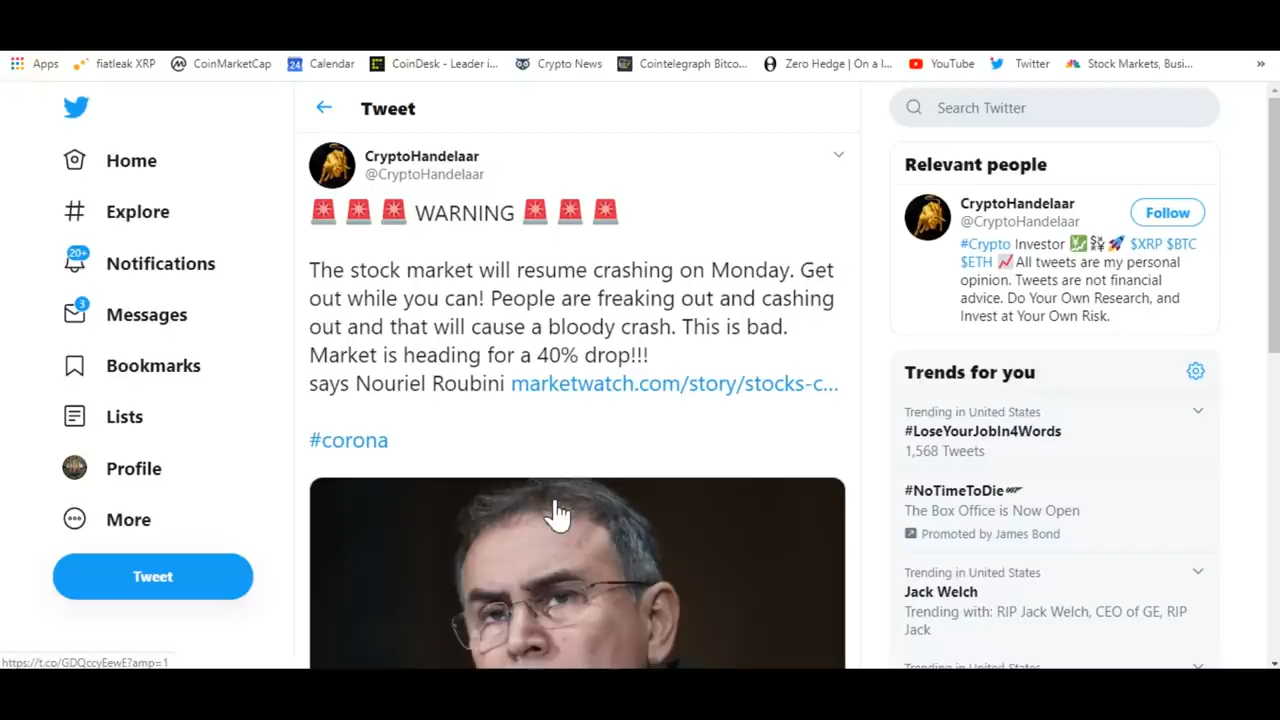 Apps
fiatleak XRP
CoinMarketCap
24
Calendar
CoinDesk - Leader i...
Crypto News
Cointelegraph Bitco...
Zero Hedge | On a l...
YouTube
Twitter
Stock Markets, Busi...
»
Home
Explore
20+
Notifications
3
Messages
Bookmarks
Lists
Profile
More
Tweet
https://t.co/GDQccyEewE?amp=1
Tweet
CryptoHandelaar
@CryptoHandelaar
🚨 🚨 🚨 WARNING 🚨 🚨 🚨
The stock market will resume crashing on Monday. Get
out while you can! People are freaking out and cashing
out and that will cause a bloody crash. This is bad.
Market is heading for a 40% drop!!!
says Nouriel Roubini marketwatch.com/story/stocks-c...
#corona
Search Twitter
Relevant people
CryptoHandelaar
@CryptoHandelaar
Follow
#Crypto Investor 💹 💱 🚀 $XRP $BTC
$ETH 📈 All tweets are my personal
opinion. Tweets are not financial
advice. Do Your Own Research, and
Invest at Your Own Risk.
Trends for you
Trending in United States
#LoseYourJobIn4Words
1,568 Tweets
#NoTimeToDie
The Box Office is Now Open
Promoted by James Bond
Trending in United States
Jack Welch
Trending with: RIP Jack Welch, CEO of GE, RIP
Jack